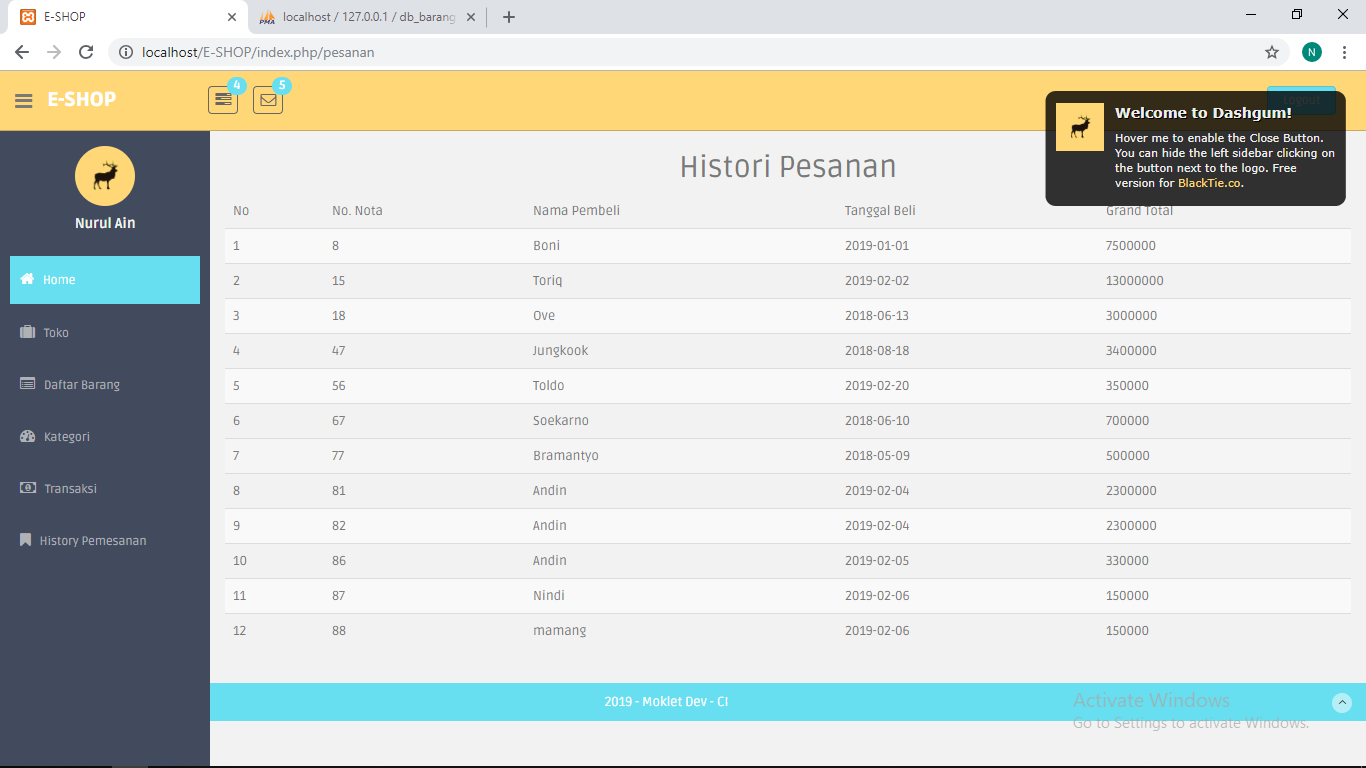 E-SHOP
localhost / 127.0.0.1 / db_barang
localhost/E-SHOP/index.php/pesanan
N
E-SHOP
4
5
Logout
Welcome to Dashgum!
Hover me to enable the Close Button.
You can hide the left sidebar clicking on
the button next to the logo. Free
version for BlackTie.co.
Nurul Ain
Home
Toko
Daftar Barang
Kategori
Transaksi
History Pemesanan
Histori Pesanan
No No. Nota Nama Pembeli Tanggal Beli Grand Total
1 8 Boni 2019-01-01 7500000
2 15 Toriq 2019-02-02 13000000
3 18 Ove 2018-06-13 3000000
4 47 Jungkook 2018-08-18 3400000
5 56 Toldo 2019-02-20 350000
6 67 Soekarno 2018-06-10 700000
7 77 Bramantyo 2018-05-09 500000
8 81 Andin 2019-02-04 2300000
9 82 Andin 2019-02-04 2300000
10 86 Andin 2019-02-05 330000
11 87 Nindi 2019-02-06 150000
12 88 mamang 2019-02-06 150000
2019 - Moklet Dev - CI
Activate Windows
Go to Settings to activate Windows.